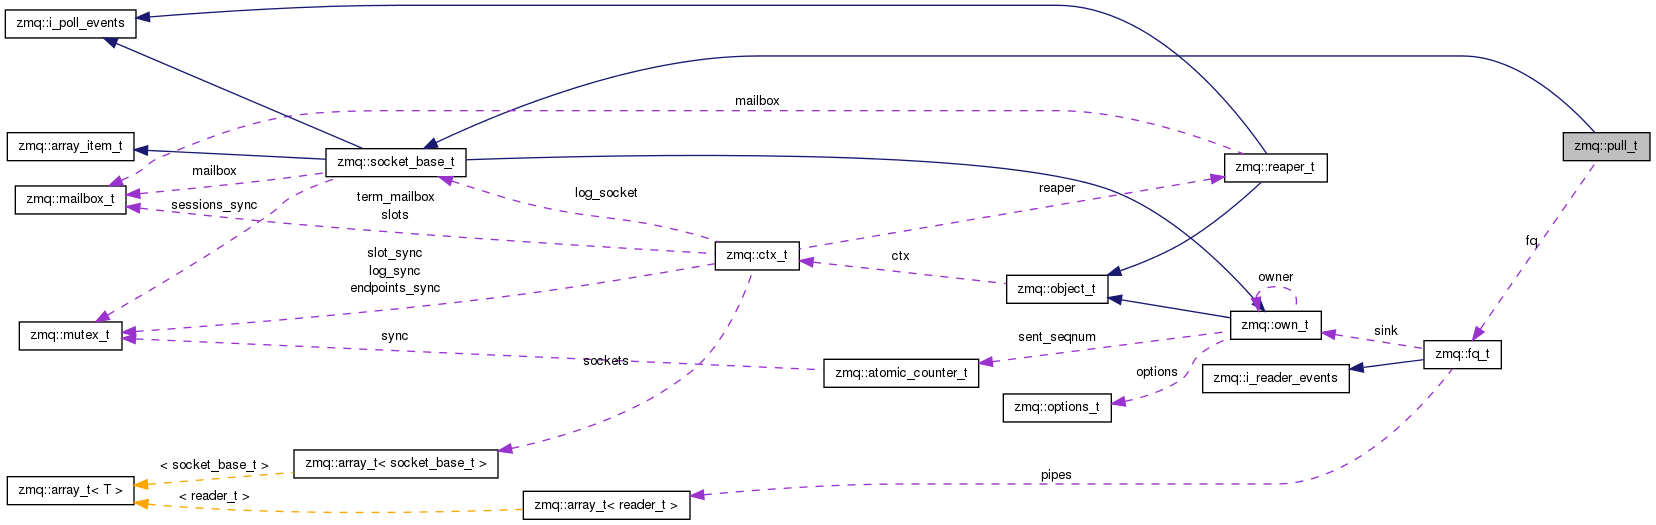 zmq::i_poll_events
mailbox
zmq::array_item_t
zmq::pull_t
zmq::socket_base_t
zmq::reaper_t
mailbox
log_socket
reaper
zmq::mailbox_t
sessions_sync
term_mailbox
slots
fq
slot_sync
log_sync
endpoints_sync
zmq::ctx_t
ctx
owner
zmq::object_t
zmq::own_t
zmq::mutex_t
sync
sent_seqnum
sink
zmq::fq_t
sockets
zmq::atomic_counter_t
options
zmq::i_reader_events
zmq::options_t
< socket_base_t >
zmq::array_t< socket_base_t >
pipes
zmq::array_t< T >
< reader_t >
zmq::array_t< reader_t >